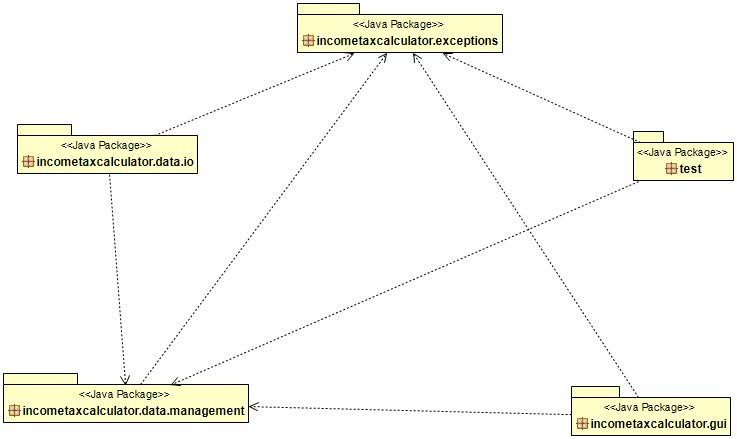 <<Java Package>>
incometaxcalculator.exceptions
<<Java Package>>
incometaxcalculator.data.io
<<Java Package>>
test
<<Java Package>>
incometaxcalculator.data.management
<<Java Package>>
incometaxcalculator.gui